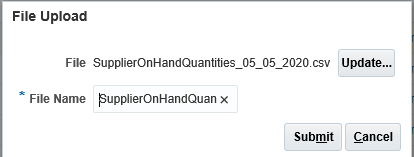 File Upload
File SupplierOnHandQuantities_05_05_2020.csv Update...
* File Name SupplierOnHandQuan ×
Submit Cancel